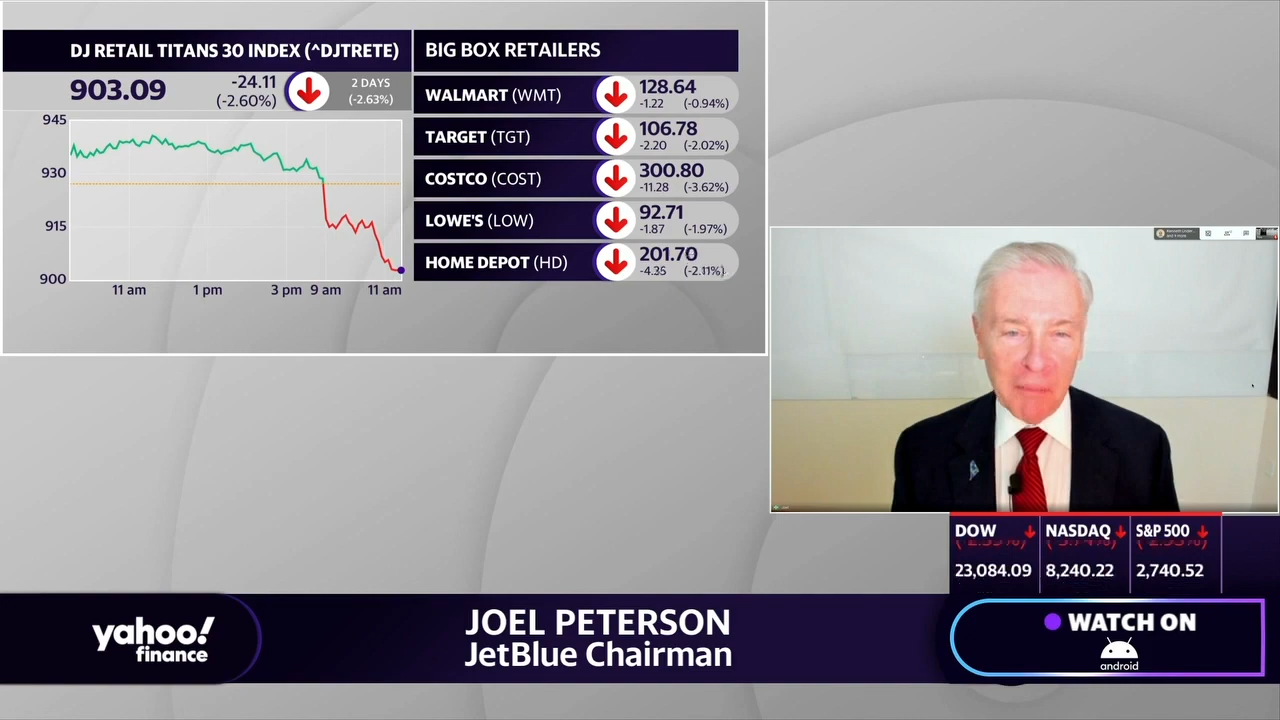 DJ RETAIL TITANS 30 INDEX (^DJTRETE)
903.09
-24.11
(-2.60%)
2 DAYS
(-2.63%)
945
930
915
900
11 am
1 pm
3 pm
9 am
11 am
BIG BOX RETAILERS
WALMART (WMT)
128.64
-1.22 (-0.94%)
TARGET (TGT)
106.78
-2.20 (-2.02%)
COSTCO (COST)
300.80
-11.28 (-3.62%)
LOWE'S (LOW)
92.71
-1.87 (-1.97%)
HOME DEPOT (HD)
201.70
-4.35 (-2.11%)
DOW
23,084.09
NASDAQ
8,240.22
S&P 500
2,740.52
yahoo!
finance
JOEL PETERSON
JetBlue Chairman
WATCH ON
android